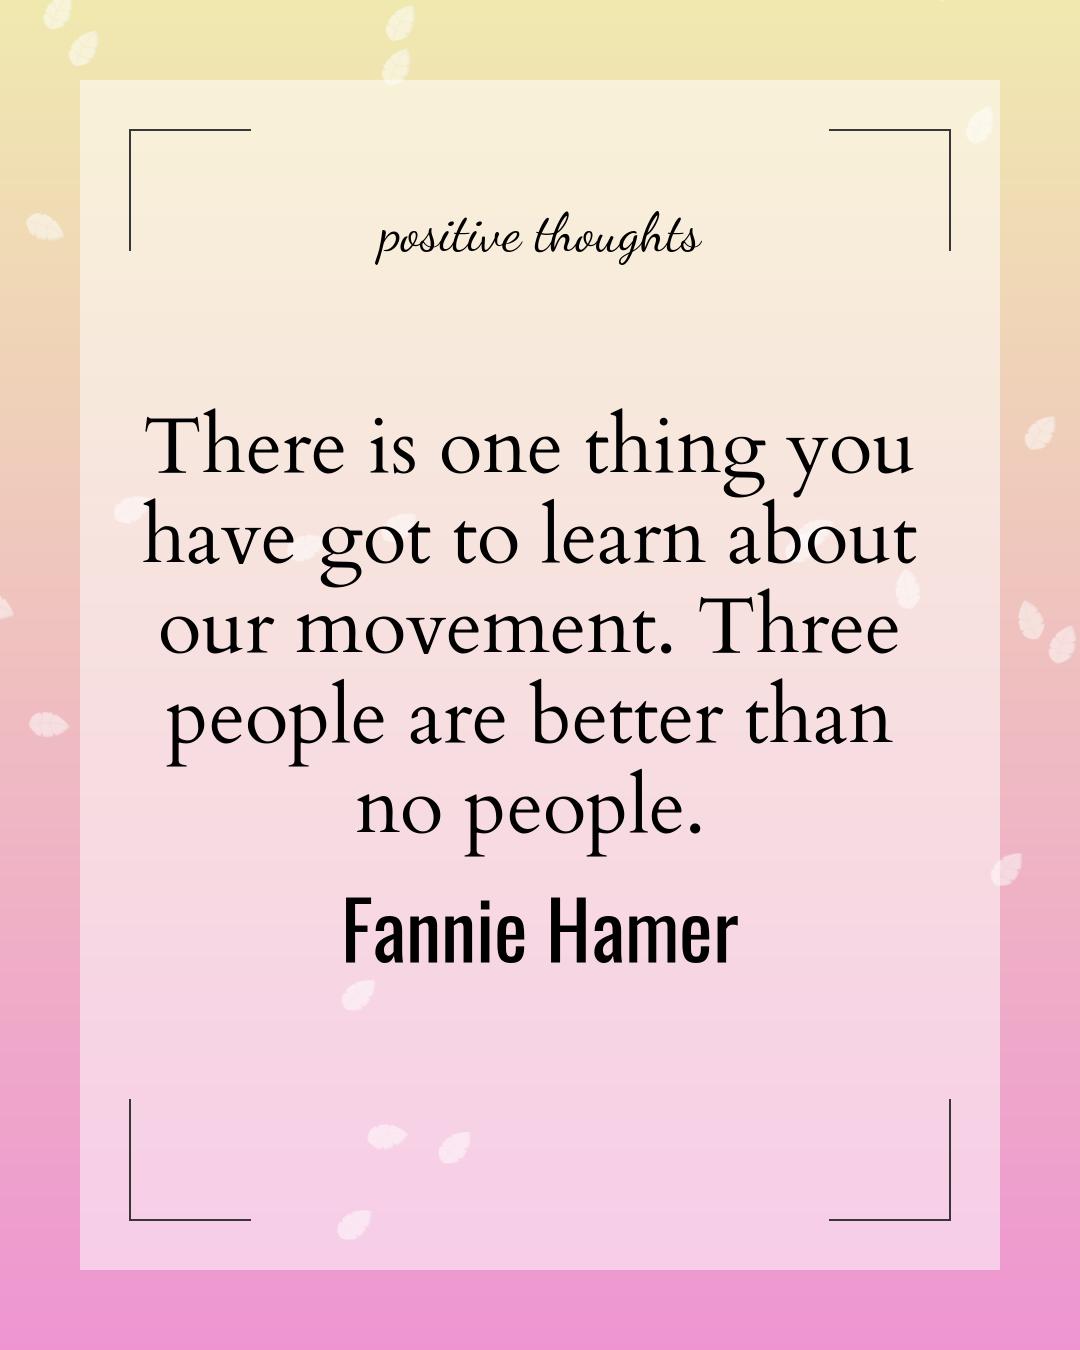 positive thoughts
There is one thing you
have got to learn about
our movement. Three
people are better than
no people.
Fannie Hamer